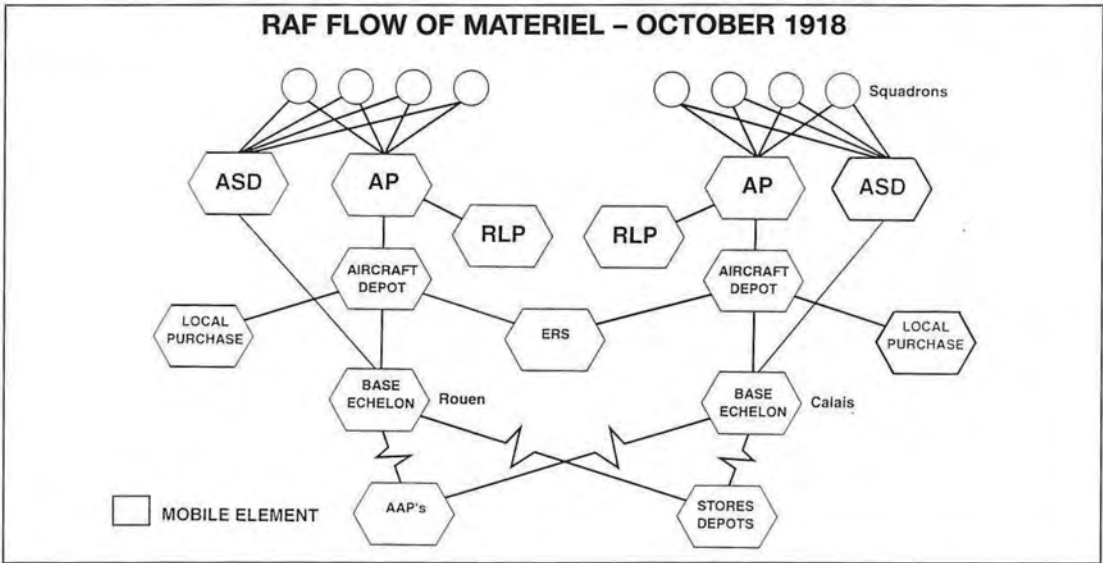 RAF FLOW OF MATERIEL – OCTOBER 1918
Squadrons
ASD
AP
AP
ASD
RLP
RLP
AIRCRAFT
DEPOT
AIRCRAFT
DEPOT
LOCAL
PURCHASE
ERS
LOCAL
PURCHASE
BASE
ECHELON
Rouen
BASE
ECHELON
Calais
AAP's
STORES
DEPOTS
MOBILE ELEMENT